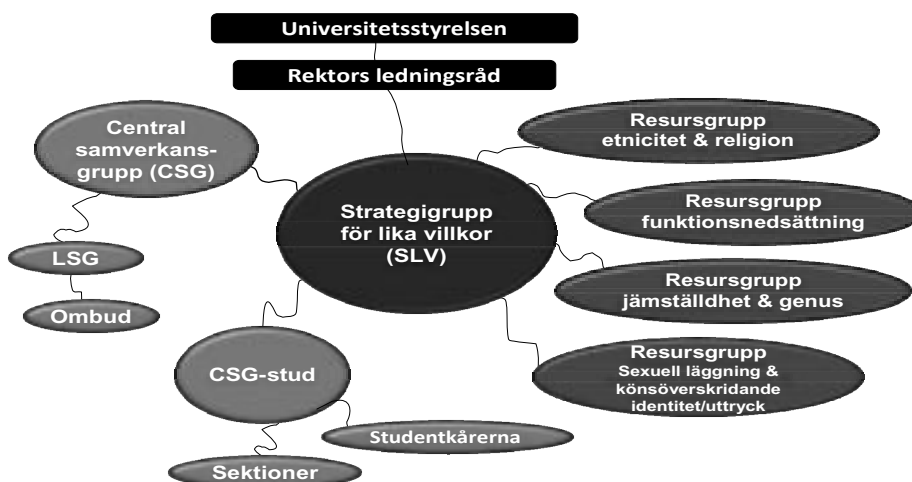 Universitetsstyrelsen
Rektors ledningsråd
Central
samverkans-
grupp (CSG)
LSG
Ombud
Strategigrupp
för lika villkor
(SLV)
CSG-stud
Studentkårerna
Sektioner
Resursgrupp
etnicitet & religion
Resursgrupp
funktionsnedsättning
Resursgrupp
jämställdhet & genus
Resursgrupp
Sexuell läggning &
könsöverskridande
identitet/uttryck